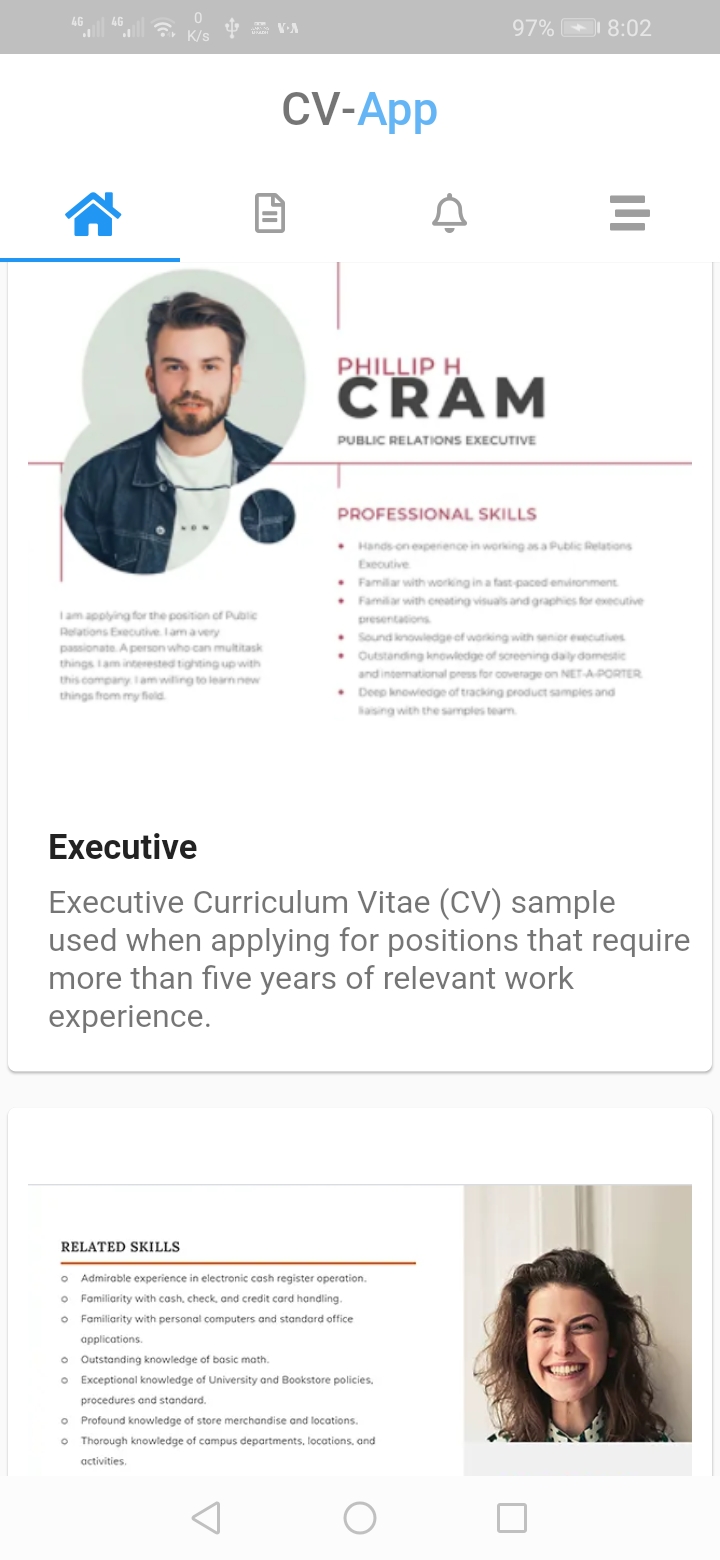 4G 4G 0 K/s V•A 97% 8:02
CV-App
PHILLIP H
CRAM
PUBLIC RELATIONS EXECUTIVE
PROFESSIONAL SKILLS
Hands-on experience in working as a Public Relations
Executive.
Familiar with working in a fast-paced environment.
Familiar with creating visuals and graphics for executive
presentations.
Sound knowledge of working with senior executives.
Outstanding knowledge of screening daily domestic
and international press for coverage on NET-A-PORTER.
Deep knowledge of tracking product samples and
liaising with the samples team.
I am applying for the position of Public
Relations Executive. I am a very
passionate. A person who can multitask
things. I am interested tighting up with
this company. I am willing to learn new
things from my field.
Executive
Executive Curriculum Vitae (CV) sample
used when applying for positions that require
more than five years of relevant work
experience.
RELATED SKILLS
Admirable experience in electronic cash register operation.
Familiarity with cash, check, and credit card handling.
Familiarity with personal computers and standard office
applications.
Outstanding knowledge of basic math.
Exceptional knowledge of University and Bookstore policies,
procedures and standard.
Profound knowledge of store merchandise and locations.
Thorough knowledge of campus departments, locations, and
activities.